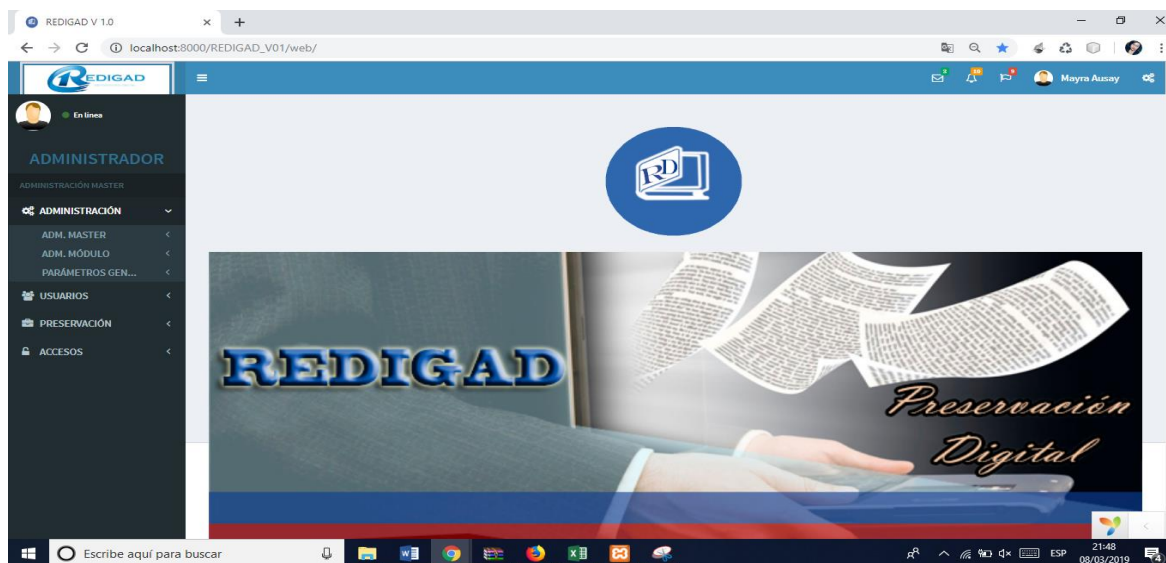 REDIGAD V 1.0
localhost:8000/REDIGAD_V01/web/
REDIGAD
Mayra Ausay
En línea
ADMINISTRADOR
ADMINISTRACIÓN MASTER
ADMINISTRACIÓN
ADM. MASTER
ADM. MÓDULO
PARÁMETROS GEN...
USUARIOS
PRESERVACIÓN
ACCESOS
RD
REDIGAD
Preservación
Digital
Escribe aquí para buscar
ESP
21:48
08/03/2019
4